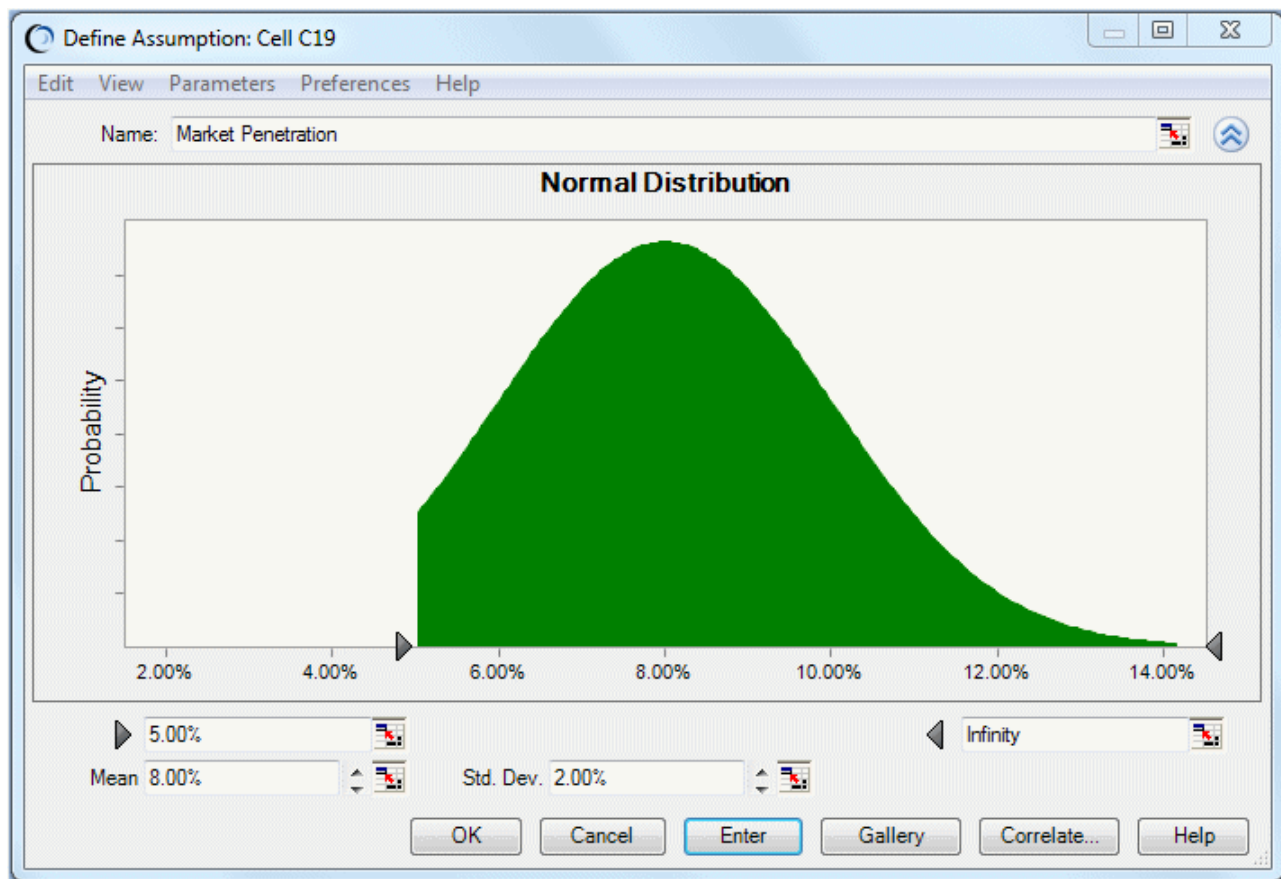 Define Assumption: Cell C19
Edit View Parameters Preferences Help
Name: Market Penetration
Normal Distribution
Probability
2.00% 4.00% 6.00% 8.00% 10.00% 12.00% 14.00%
5.00% Infinity
Mean 8.00% Std. Dev. 2.00%
OK Cancel Enter Gallery Correlate... Help